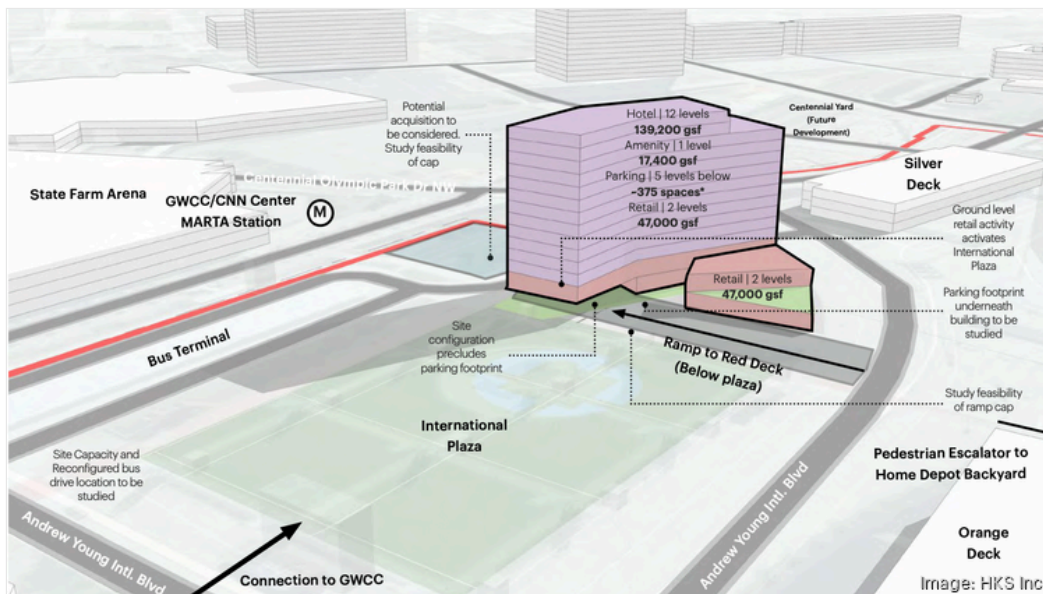 Hotel | 12 levels
139,200 gsf
Amenity | 1 level
17,400 gsf
Parking | 5 levels below
~375 spaces*
Retail | 2 levels
47,000 gsf
Centennial Yard
(Future
Development)
Potential
acquisition to
be considered.
Study feasibility
of cap
Silver
Deck
State Farm Arena
Centennial Olympic Park Dr NW
GWCC/CNN Center
MARTA Station
M
Ground level
retail activity
activates
International
Plaza
Retail | 2 levels
47,000 gsf
Parking footprint
underneath
building to be
studied
Bus Terminal
Site
configuration
precludes
parking footprint
Ramp to Red Deck
(Below plaza)
Study feasibility
of ramp cap
International
Plaza
Site Capacity and
Reconfigured bus
drive location to be
studied
Pedestrian Escalator to
Home Depot Backyard
Andrew Young Intl. Blvd
Andrew Young Intl. Blvd
Orange
Deck
Connection to GWCC
Image: HKS Inc